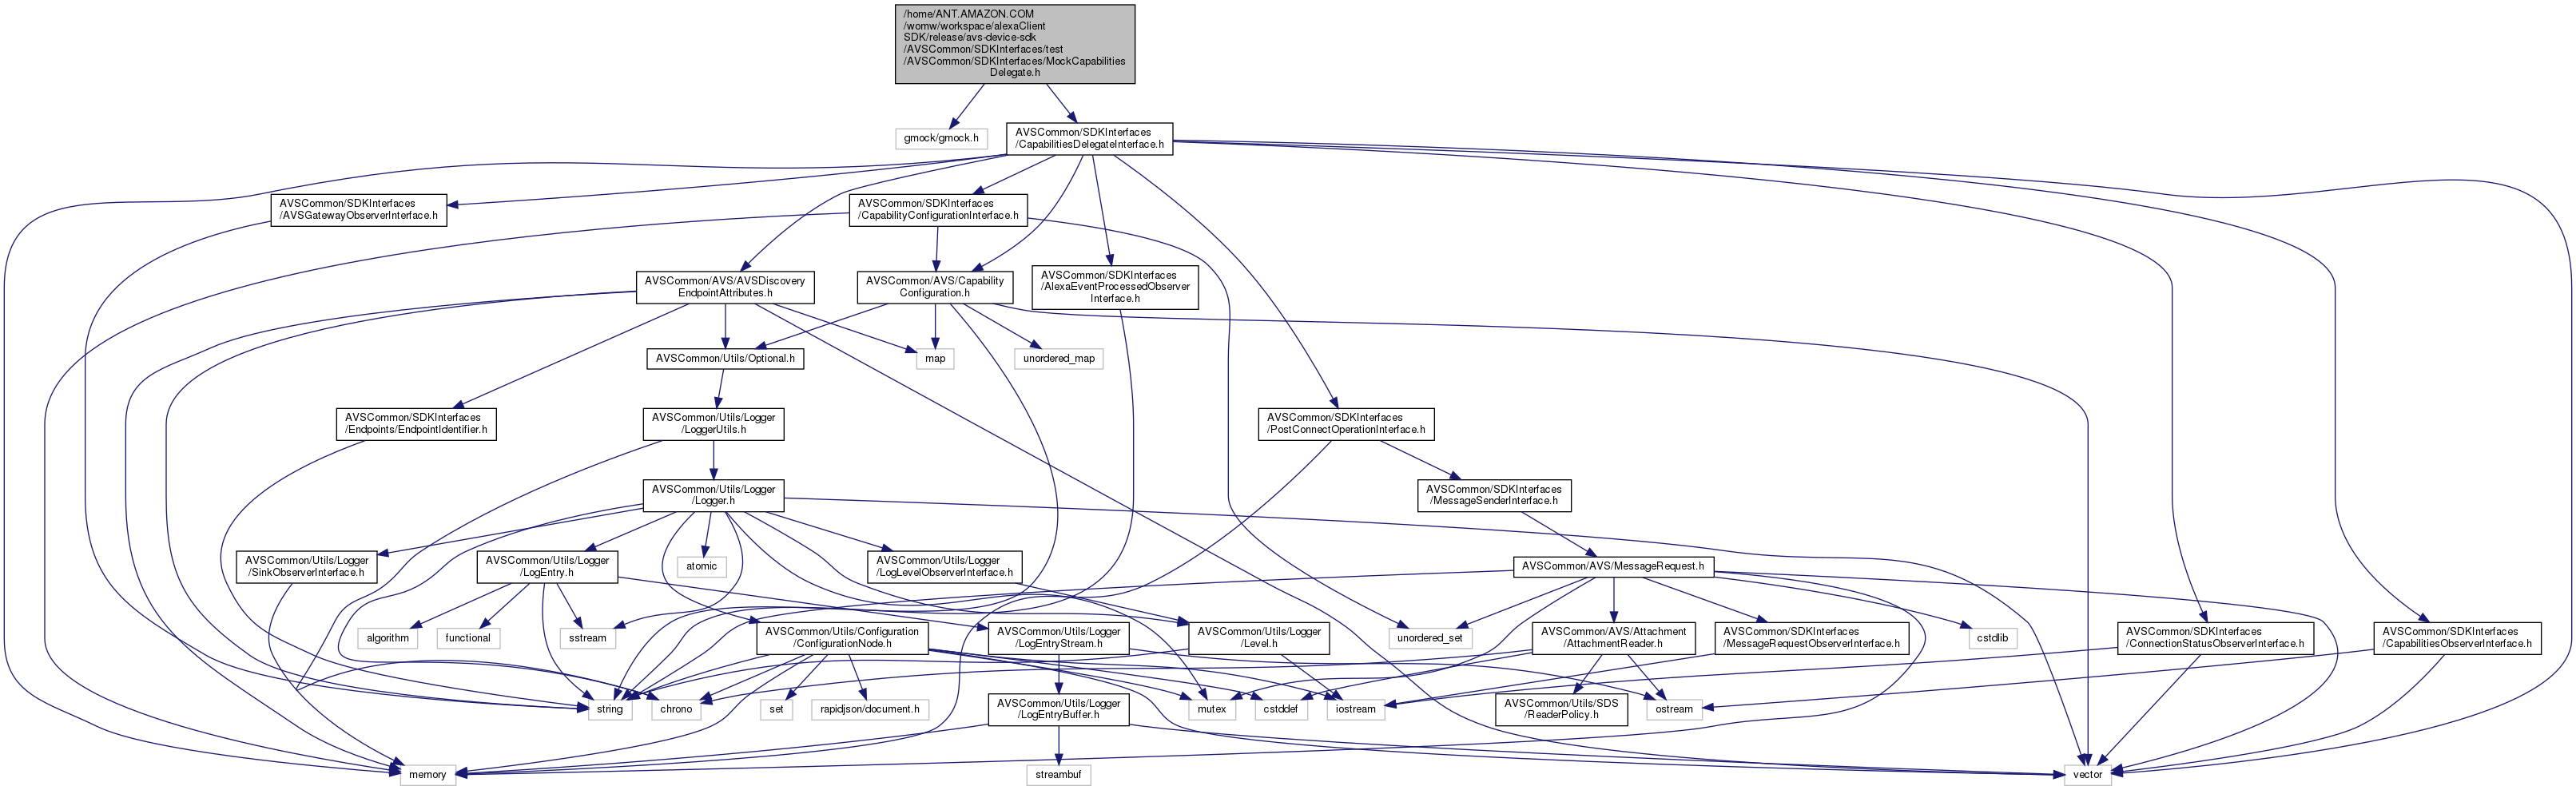 /home/ANT.AMAZON.COM
/womw/workspace/alexaClient
SDK/release/avs-device-sdk
/AVSCommon/SDKInterfaces/test
/AVSCommon/SDKInterfaces/MockCapabilities
Delegate.h
gmock/gmock.h
AVSCommon/SDKInterfaces
/CapabilitiesDelegateInterface.h
AVSCommon/SDKInterfaces
/AVSGatewayObserverInterface.h
AVSCommon/SDKInterfaces
/CapabilityConfigurationInterface.h
AVSCommon/AVS/AVSDiscovery
EndpointAttributes.h
AVSCommon/AVS/Capability
Configuration.h
AVSCommon/SDKInterfaces
/AlexaEventProcessedObserver
Interface.h
AVSCommon/Utils/Optional.h
map
unordered_map
AVSCommon/SDKInterfaces
/Endpoints/EndpointIdentifier.h
AVSCommon/Utils/Logger
/LoggerUtils.h
AVSCommon/SDKInterfaces
/PostConnectOperationInterface.h
AVSCommon/Utils/Logger
/Logger.h
AVSCommon/SDKInterfaces
/MessageSenderInterface.h
AVSCommon/Utils/Logger
/SinkObserverInterface.h
AVSCommon/Utils/Logger
/LogEntry.h
atomic
AVSCommon/Utils/Logger
/LogLevelObserverInterface.h
AVSCommon/AVS/MessageRequest.h
algorithm
functional
sstream
AVSCommon/Utils/Configuration
/ConfigurationNode.h
AVSCommon/Utils/Logger
/LogEntryStream.h
AVSCommon/Utils/Logger
/Level.h
unordered_set
AVSCommon/AVS/Attachment
/AttachmentReader.h
AVSCommon/SDKInterfaces
/MessageRequestObserverInterface.h
cstdlib
AVSCommon/SDKInterfaces
/ConnectionStatusObserverInterface.h
AVSCommon/SDKInterfaces
/CapabilitiesObserverInterface.h
string
chrono
set
rapidjson/document.h
AVSCommon/Utils/Logger
/LogEntryBuffer.h
mutex
cstddef
iostream
AVSCommon/Utils/SDS
/ReaderPolicy.h
ostream
memory
streambuf
vector